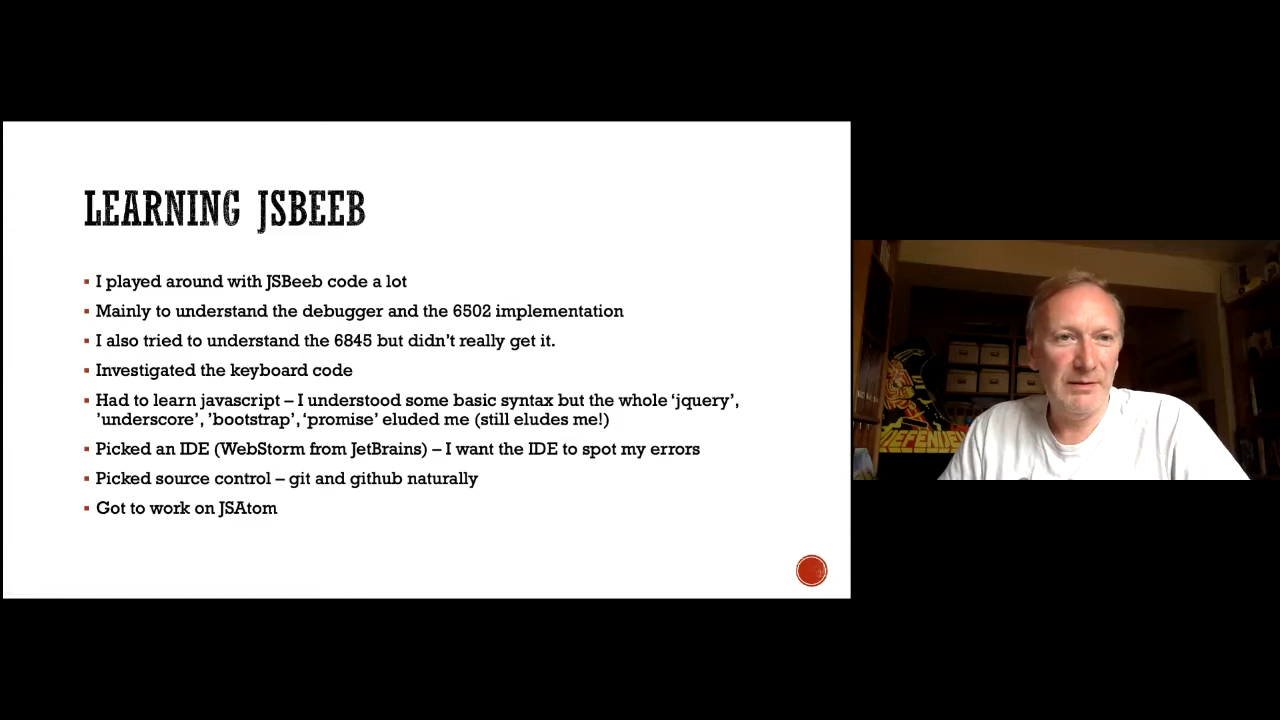 LEARNING JSBEEB
▪ I played around with JSBeeb code a lot
▪ Mainly to understand the debugger and the 6502 implementation
▪ I also tried to understand the 6845 but didn’t really get it.
▪ Investigated the keyboard code
▪ Had to learn javascript – I understood some basic syntax but the whole ‘jquery’,
’underscore’, ’bootstrap’, ‘promise’ eluded me (still eludes me!)
▪ Picked an IDE (WebStorm from JetBrains) – I want the IDE to spot my errors
▪ Picked source control – git and github naturally
▪ Got to work on JSAtom
DEFENDER